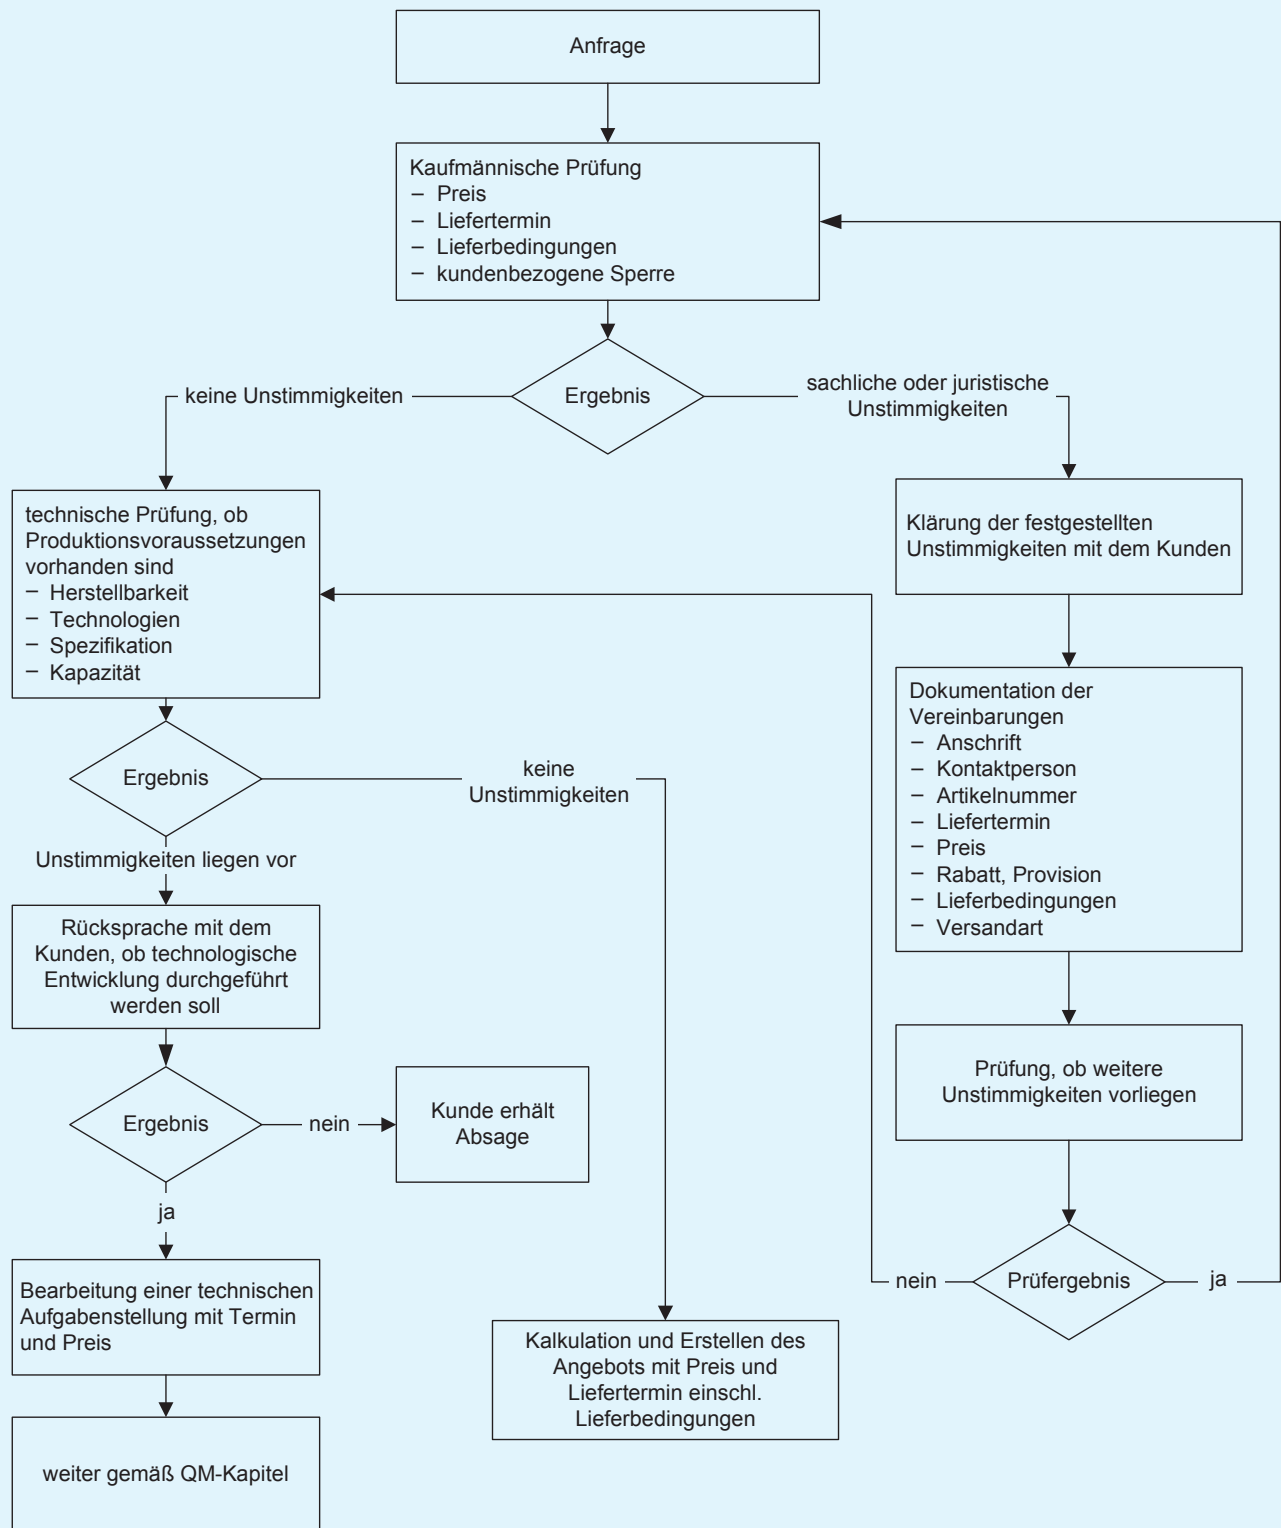 Anfrage
Kaufmännische Prüfung
– Preis
– Liefertermin
– Lieferbedingungen
– kundenbezogene Sperre
Ergebnis
keine Unstimmigkeiten
sachliche oder juristische
Unstimmigkeiten
technische Prüfung, ob
Produktionsvoraussetzungen
vorhanden sind
– Herstellbarkeit
– Technologien
– Spezifikation
– Kapazität
Klärung der festgestellten
Unstimmigkeiten mit dem Kunden
Dokumentation der
Vereinbarungen
– Anschrift
– Kontaktperson
– Artikelnummer
– Liefertermin
– Preis
– Rabatt, Provision
– Lieferbedingungen
– Versandart
Ergebnis
keine
Unstimmigkeiten
Unstimmigkeiten liegen vor
Rücksprache mit dem
Kunden, ob technologische
Entwicklung durchgeführt
werden soll
Ergebnis
nein
Kunde erhält
Absage
Prüfung, ob weitere
Unstimmigkeiten vorliegen
ja
Bearbeitung einer technischen
Aufgabenstellung mit Termin
und Preis
nein
Prüfergebnis
ja
Kalkulation und Erstellen des
Angebots mit Preis und
Liefertermin einschl.
Lieferbedingungen
weiter gemäß QM-Kapitel